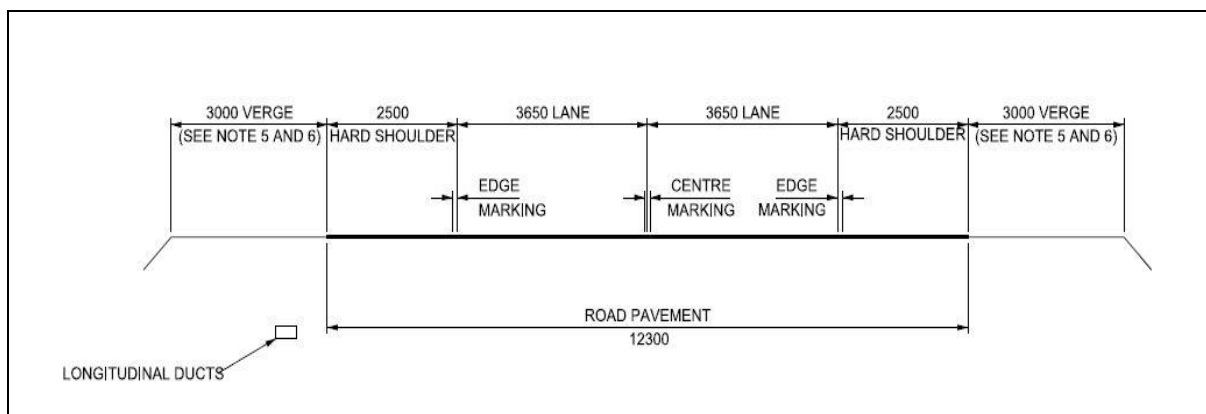 3000 VERGE
(SEE NOTE 5 AND 6)
2500
HARD SHOULDER
3650 LANE
3650 LANE
2500
HARD SHOULDER
3000 VERGE
(SEE NOTE 5 AND 6)
EDGE
MARKING
CENTRE
MARKING
EDGE
MARKING
ROAD PAVEMENT
12300
LONGITUDINAL DUCTS